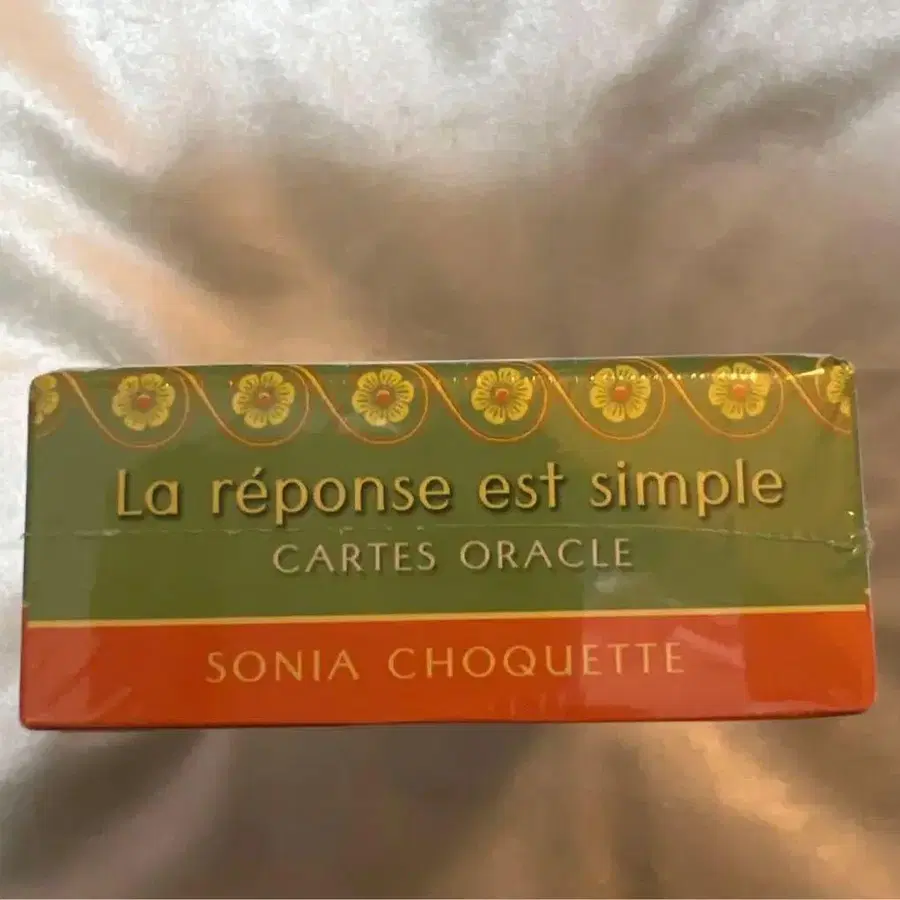 La réponse est simple
CARTES ORACLE
SONIA CHOQUETTE